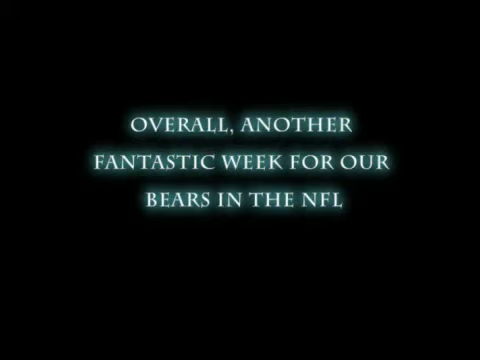 OVERALL, ANOTHER
FANTASTIC WEEK FOR OUR
BEARS IN THE NFL